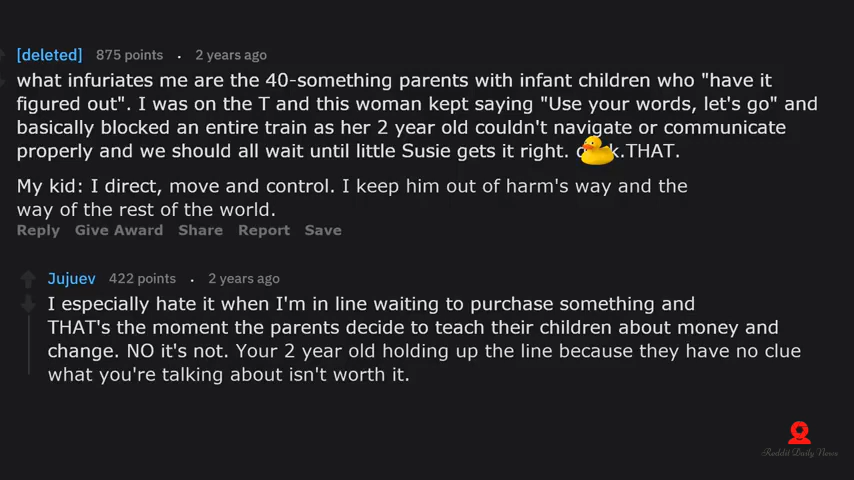 [deleted] 875 points . 2 years ago
what infuriates me are the 40-something parents with infant children who "have it
figured out". I was on the T and this woman kept saying "Use your words, let's go" and
basically blocked an entire train as her 2 year old couldn't navigate or communicate
properly and we should all wait until little Susie gets it right. k.THAT.
My kid: I direct, move and control. I keep him out of harm's way and the
way of the rest of the world.
Reply Give Award Share Report Save
Jujuev 422 points . 2 years ago
I especially hate it when I'm in line waiting to purchase something and
THAT's the moment the parents decide to teach their children about money and
change. NO it's not. Your 2 year old holding up the line because they have no clue
what you're talking about isn't worth it.
Reddit Daily News